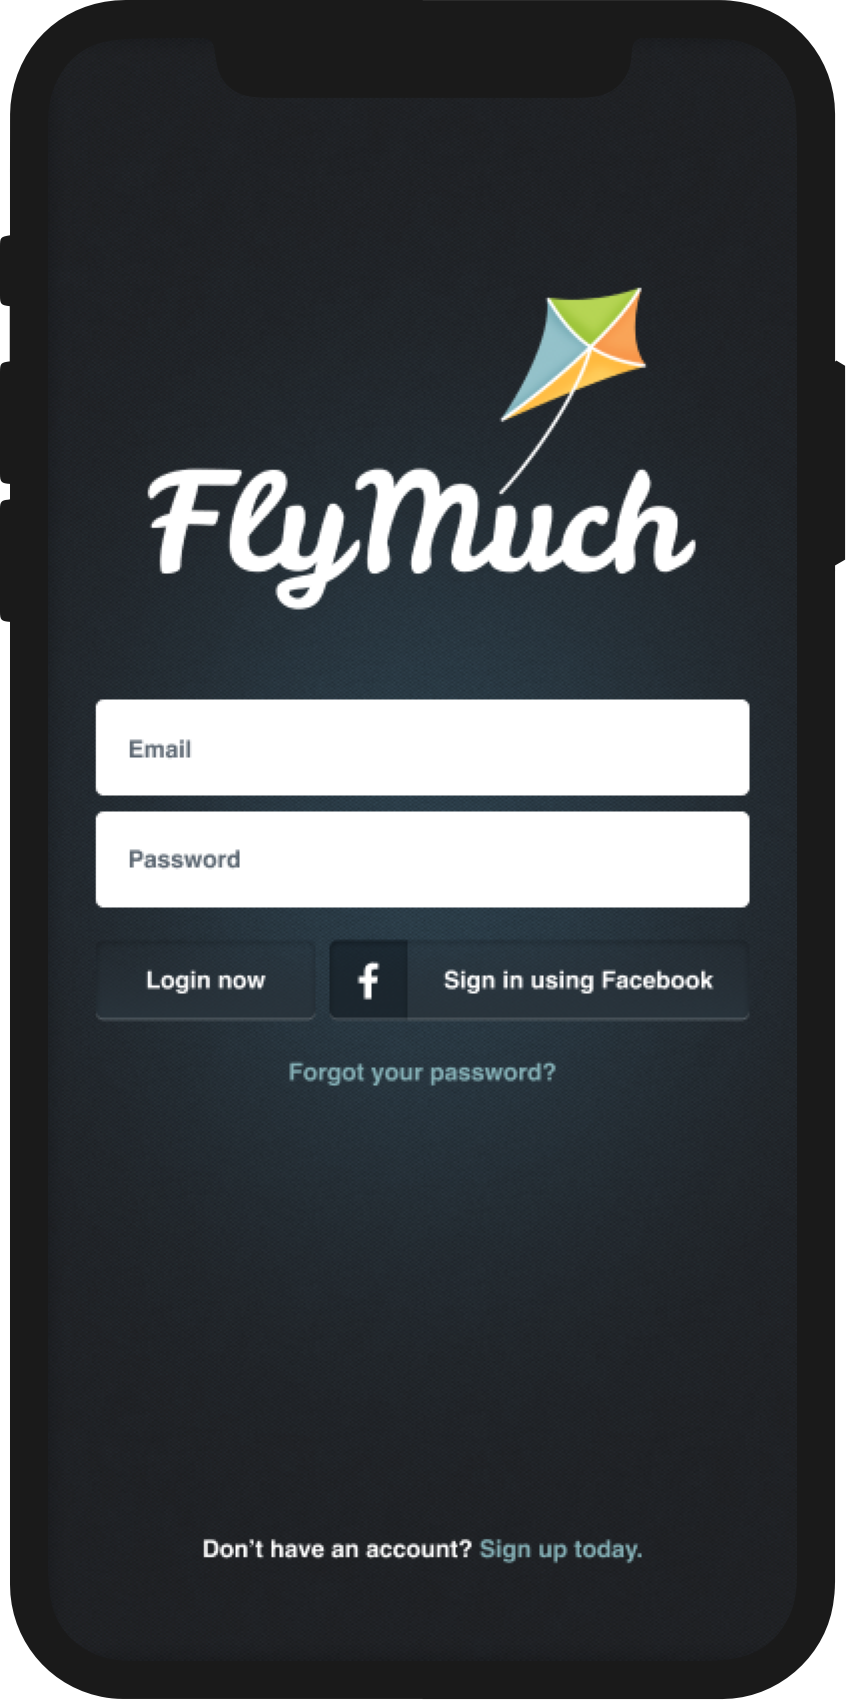 FlyMuch
Email
Password
Login now
f Sign in using Facebook
Forgot your password?
Don’t have an account? Sign up today.